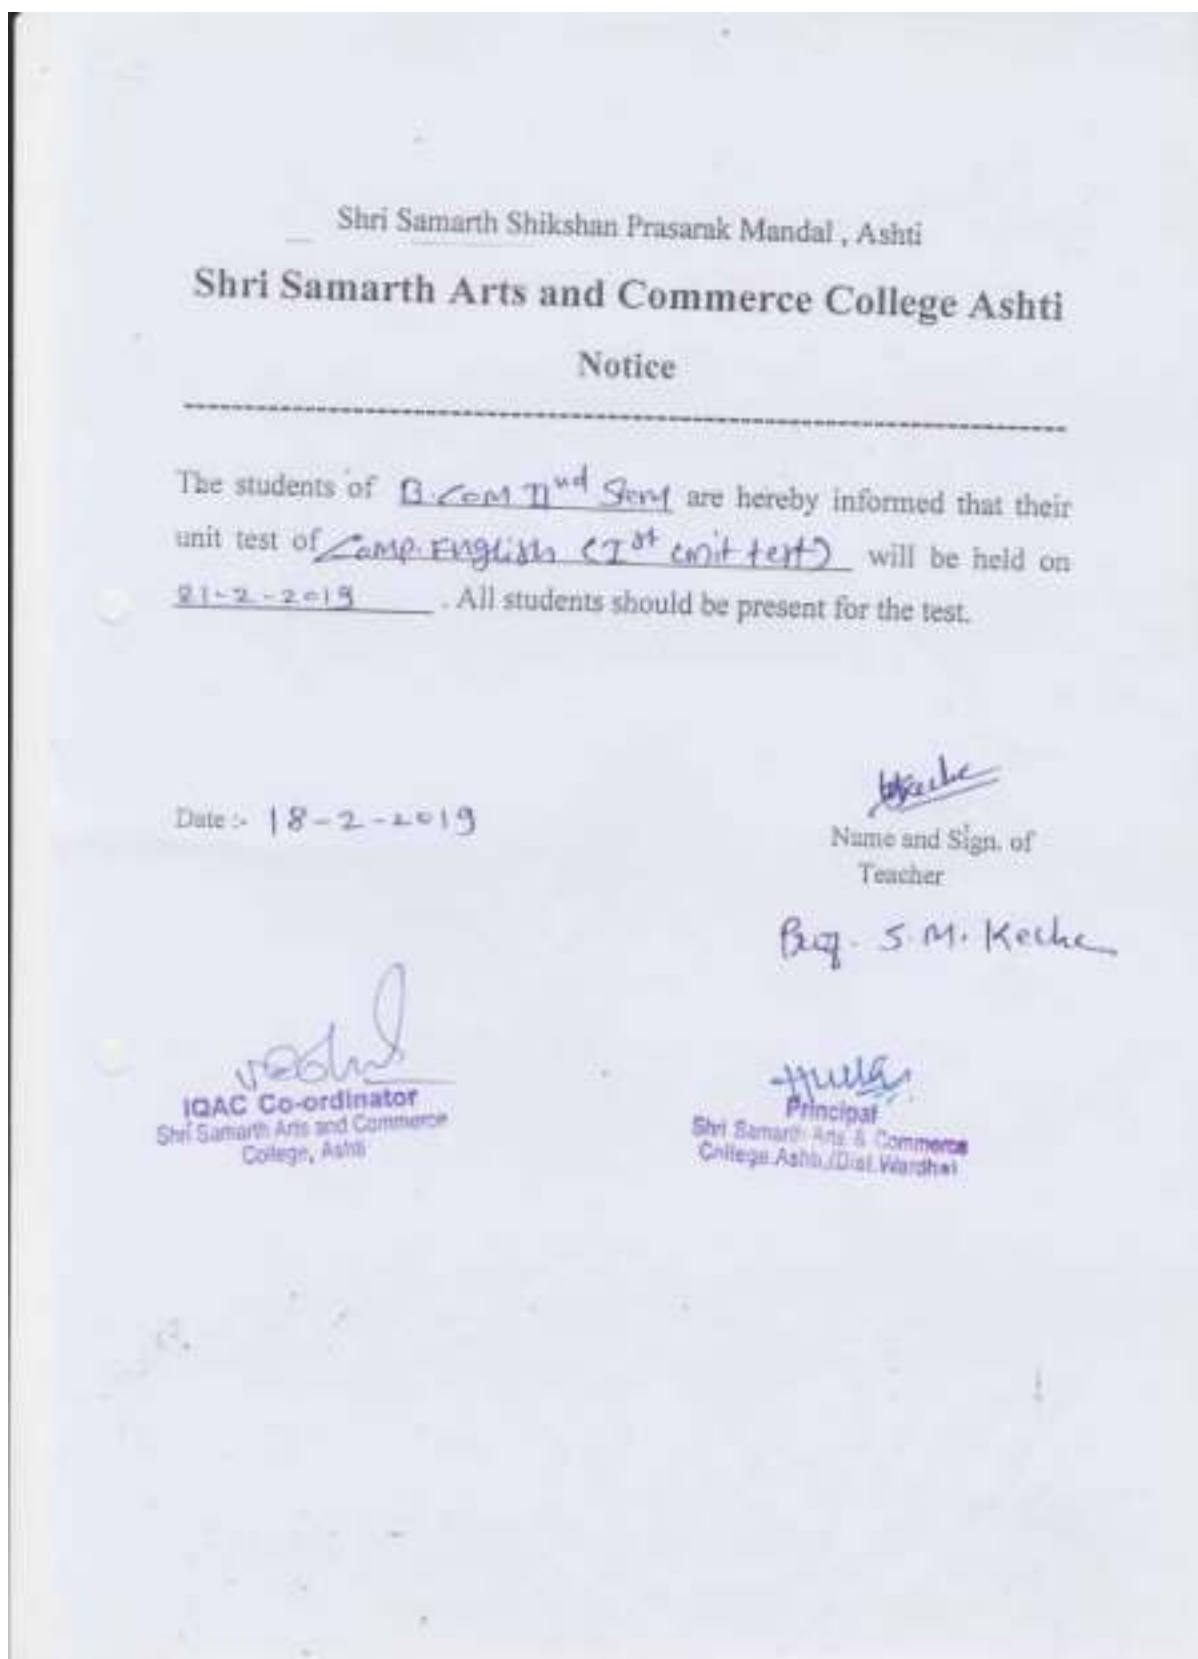 Shri Samarth Shikshan Prasarak Mandal , Ashti
Shri Samarth Arts and Commerce College Ashti
Notice
The students of B.COM IInd Sem are hereby informed that their
unit test of Comp. English (Ist unit test) will be held on
21-2-2019 . All students should be present for the test.
Date :- 18-2-2019
Name and Sign. of
Teacher
Prof. S. M. Keche
IQAC Co-ordinator
Shri Samarth Arts and Commerce
College, Ashti
Principal
Shri Samarth Arts & Commerce
College Ashti (Dist. Wardha)